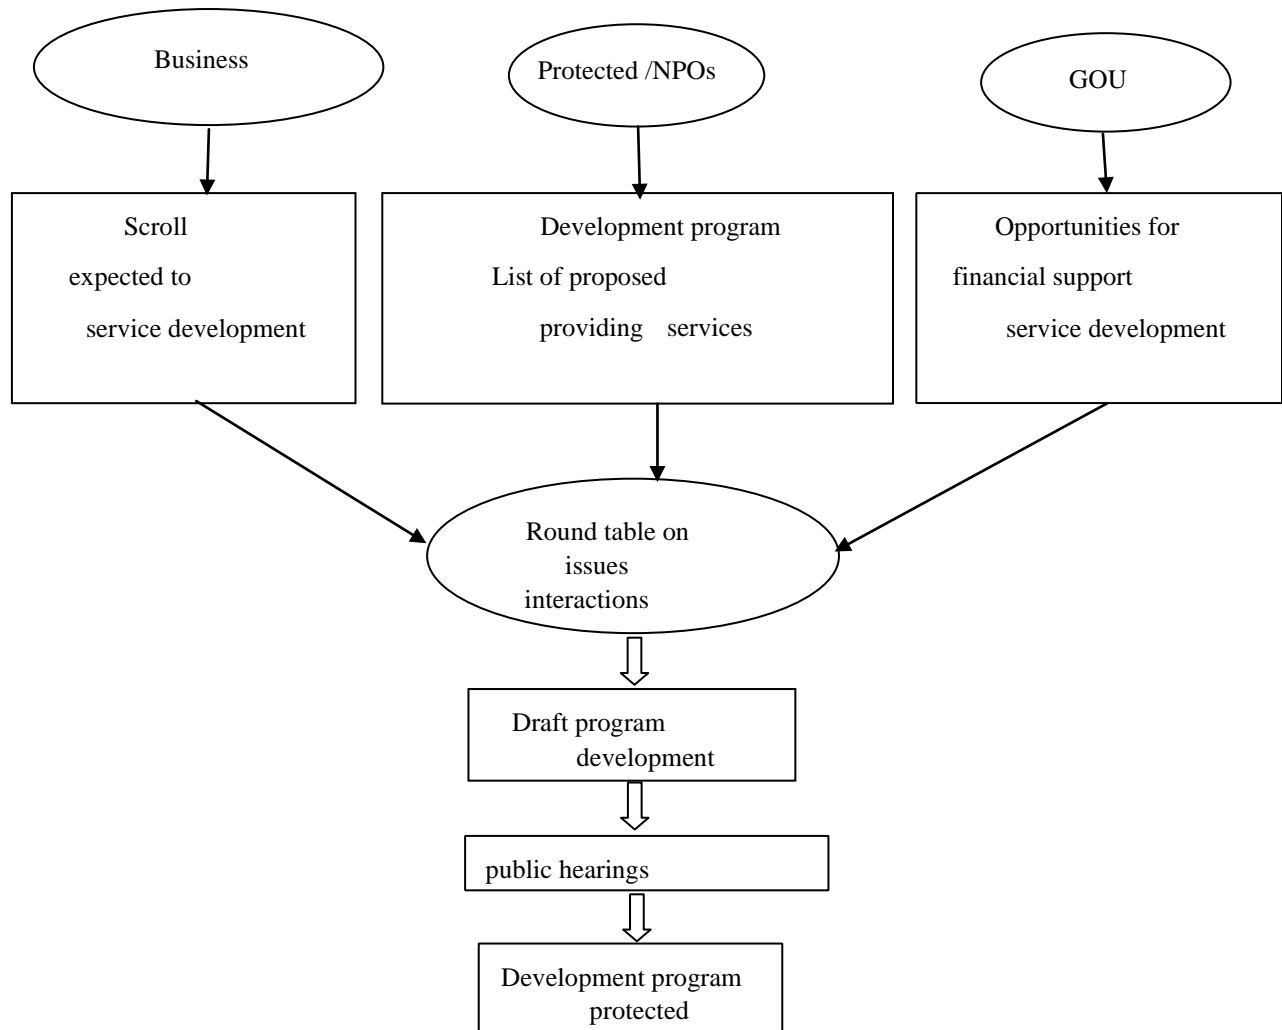 Business
Protected /NPOs
GOU
Scroll
expected to
service development
Development program
List of proposed
providing services
Opportunities for
financial support
service development
Round table on
issues
interactions
Draft program
development
public hearings
Development program
protected